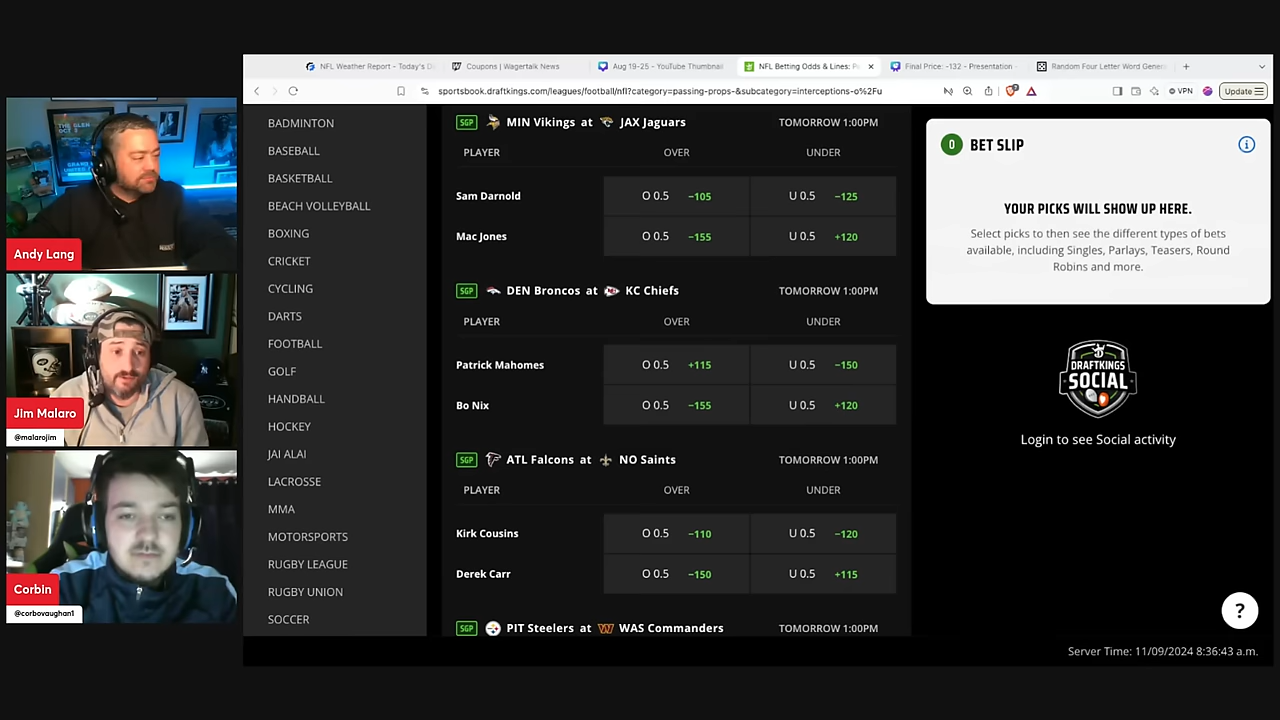 NFL Weather Report - Today's D
Coupons | Wagertalk News
Aug 19-25 - YouTube Thumbnail
NFL Betting Odds & Lines: P
Final Price: -132 - Presentation
Random Four Letter Word Gener
sportsbook.draftkings.com/leagues/football/nfl?category=passing-props-&subcategory=interceptions-o%2Fu
VPN
Update
Andy Lang
Jim Malaro
@malarojim
Corbin
@corbovaughan1
BADMINTON
BASEBALL
BASKETBALL
BEACH VOLLEYBALL
BOXING
CRICKET
CYCLING
DARTS
FOOTBALL
GOLF
HANDBALL
HOCKEY
JAI ALAI
LACROSSE
MMA
MOTORSPORTS
RUGBY LEAGUE
RUGBY UNION
SOCCER
SGP MIN Vikings at JAX Jaguars TOMORROW 1:00PM
PLAYER OVER UNDER
Sam Darnold O 0.5 −105 U 0.5 −125
Mac Jones O 0.5 −155 U 0.5 +120
SGP DEN Broncos at KC Chiefs TOMORROW 1:00PM
PLAYER OVER UNDER
Patrick Mahomes O 0.5 +115 U 0.5 −150
Bo Nix O 0.5 −155 U 0.5 +120
SGP ATL Falcons at NO Saints TOMORROW 1:00PM
PLAYER OVER UNDER
Kirk Cousins O 0.5 −110 U 0.5 −120
Derek Carr O 0.5 −150 U 0.5 +115
SGP PIT Steelers at WAS Commanders TOMORROW 1:00PM
0 BET SLIP
YOUR PICKS WILL SHOW UP HERE.
Select picks to then see the different types of bets
available, including Singles, Parlays, Teasers, Round
Robins and more.
DRAFTKINGS
SOCIAL
Login to see Social activity
?
Server Time: 11/09/2024 8:36:43 a.m.